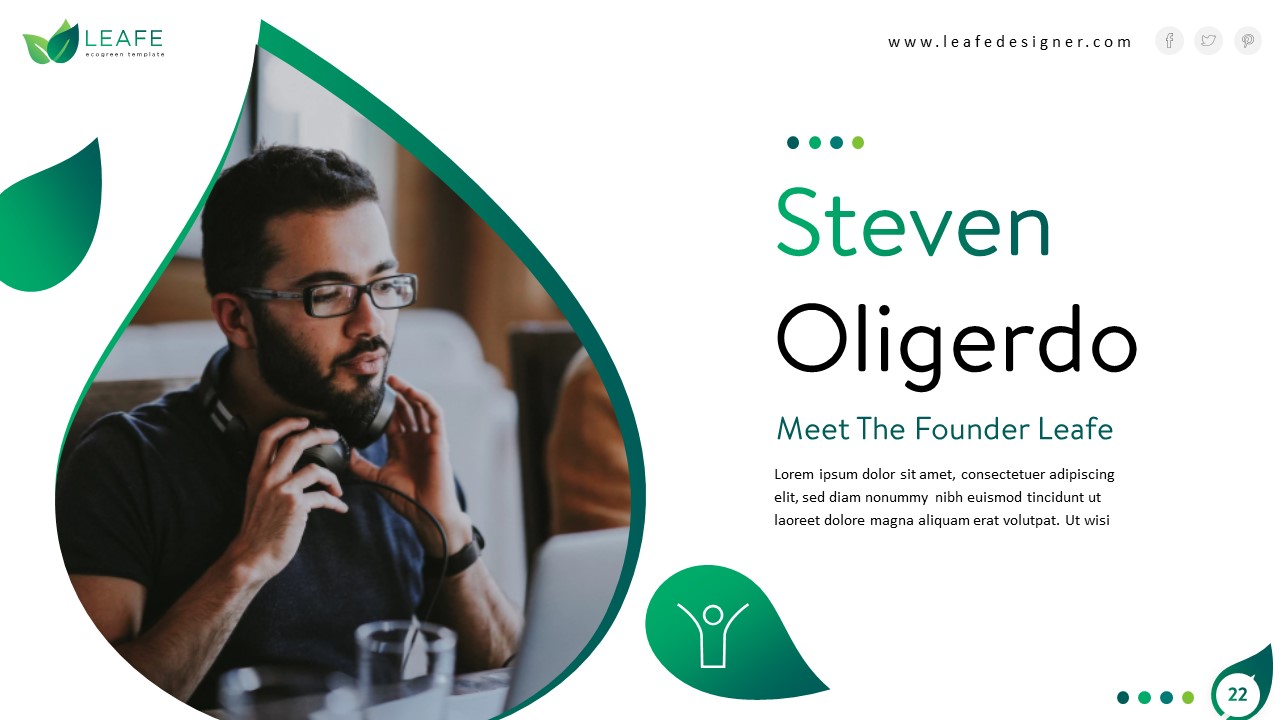 LEAFE
ecogreen template
www.leafedesigner.com
Steven
Oligerdo
Meet The Founder Leafe
Lorem ipsum dolor sit amet, consectetuer adipiscing
elit, sed diam nonummy nibh euismod tincidunt ut
laoreet dolore magna aliquam erat volutpat. Ut wisi
22